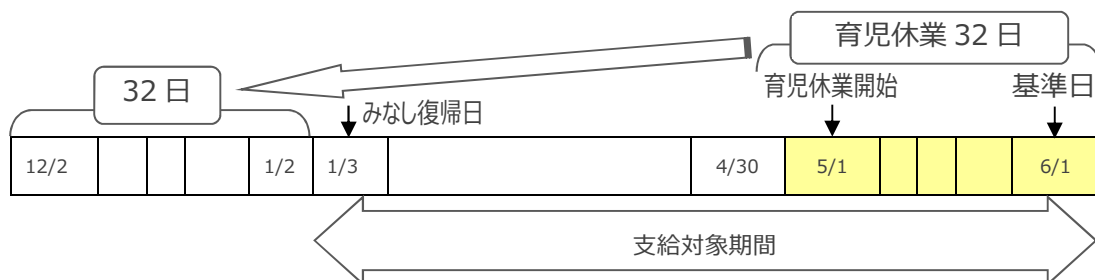 育児休業 32 日
32 日
みなし復帰日
育児休業開始
基準日
12/2 1/2 1/3 4/30 5/1 6/1
支給対象期間